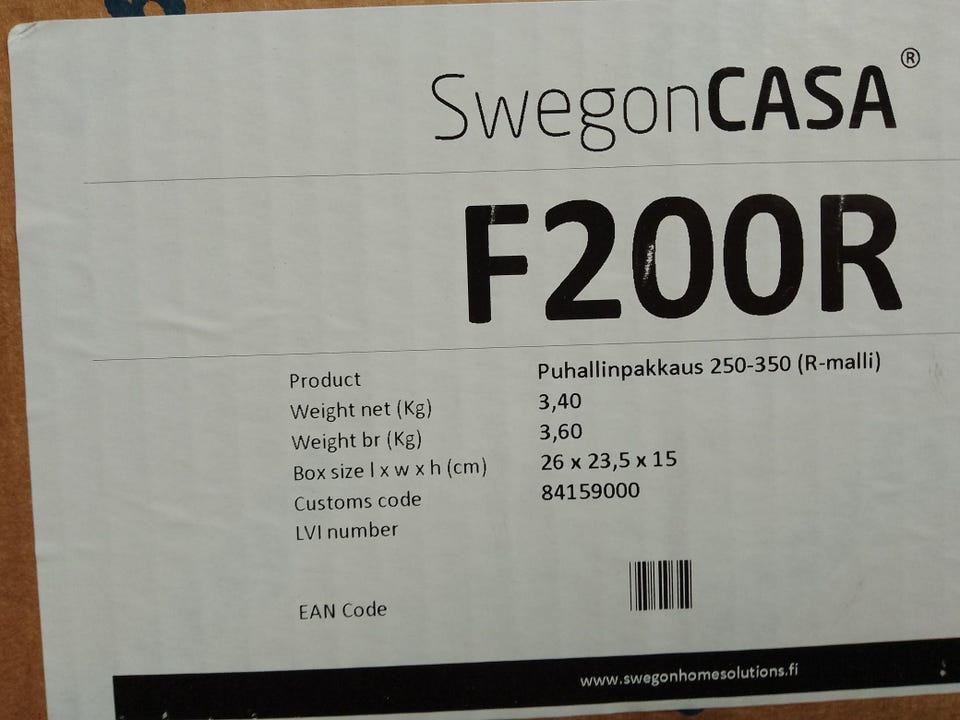 SwegonCASA®
F200R
Product Puhallinpakkaus 250-350 (R-malli)
Weight net (Kg) 3,40
Weight br (Kg) 3,60
Box size l x w x h (cm) 26 x 23,5 x 15
Customs code 84159000
LVI number
EAN Code
www.swegonhomesolutions.fi